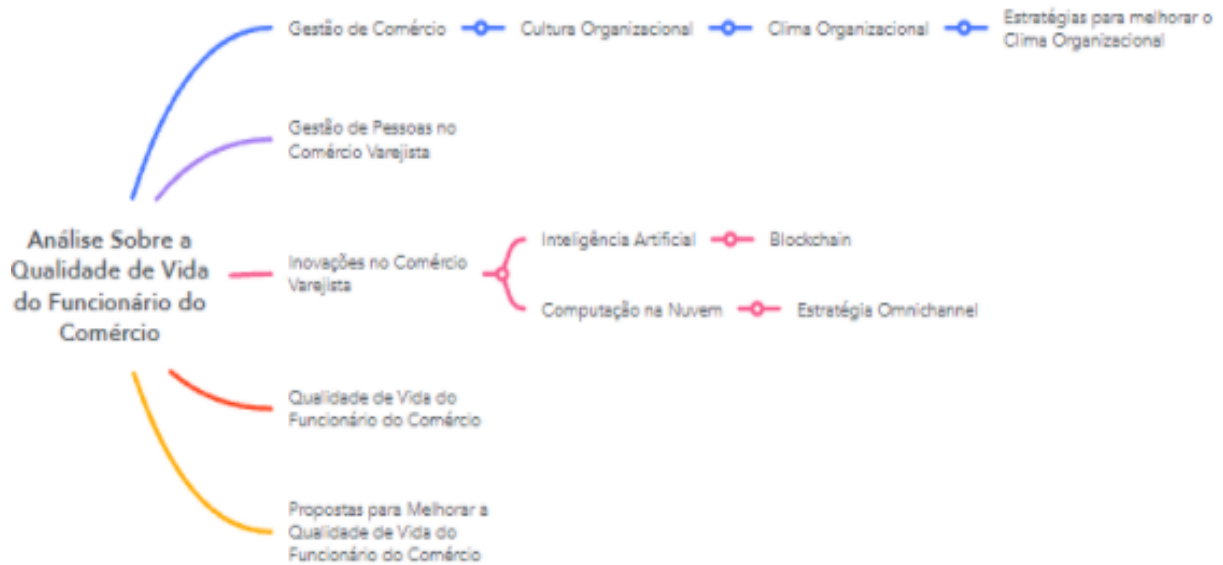 Gestão de Comércio
Cultura Organizacional
Clima Organizacional
Estratégias para melhorar o
Clima Organizacional
Gestão de Pessoas no
Comércio Varejista
Análise Sobre a
Qualidade de Vida
do Funcionário do
Comércio
Inovações no Comércio
Varejista
Inteligência Artificial
Blockchain
Computação na Nuvem
Estratégia Omnichannel
Qualidade de Vida do
Funcionário do Comércio
Propostas para Melhorar a
Qualidade de Vida do
Funcionário do Comércio